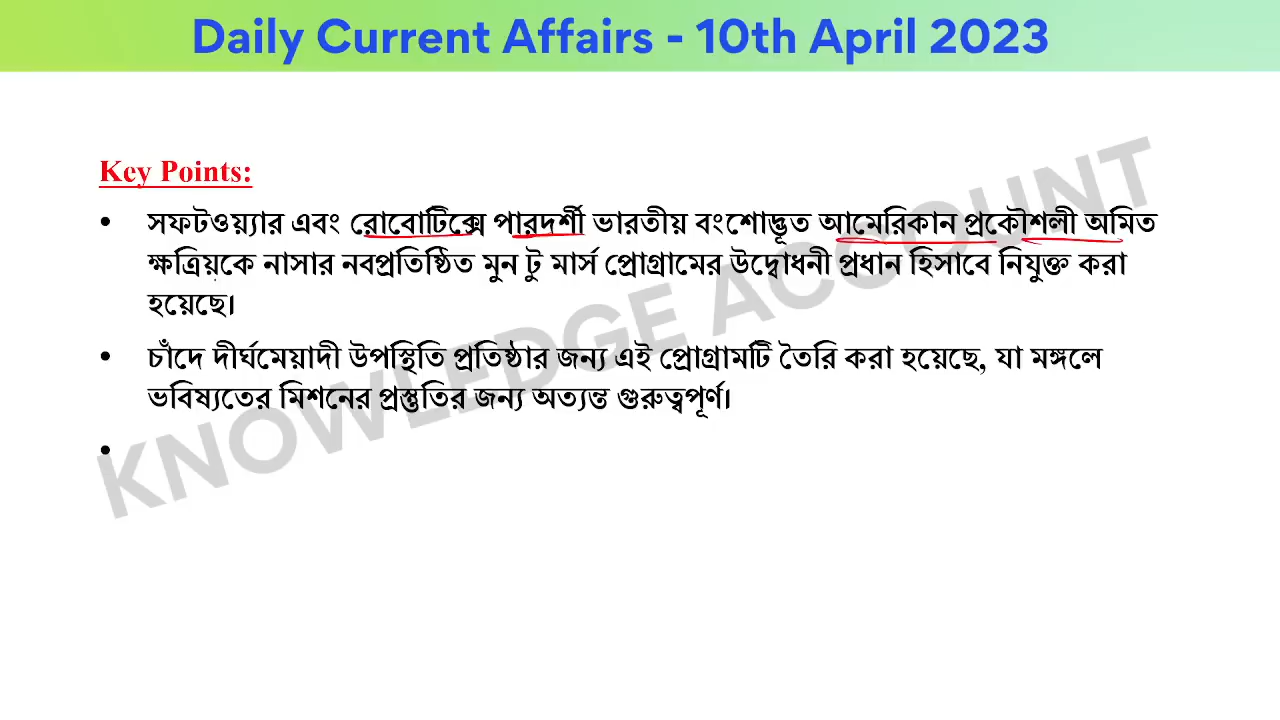 Daily Current Affairs - 10th April 2023
Key Points:
• সফটওয়্যার এবং রোবোটিক্সে পারদর্শী ভারতীয় বংশোদ্ভূত আমেরিকান প্রকৌশলী অমিত
ক্ষত্রিয়কে নাসার নবপ্রতিষ্ঠিত মুন টু মার্স প্রোগ্রামের উদ্বোধনী প্রধান হিসাবে নিযুক্ত করা
হয়েছে।
• চাঁদে দীর্ঘমেয়াদী উপস্থিতি প্রতিষ্ঠার জন্য এই প্রোগ্রামটি তৈরি করা হয়েছে, যা মঙ্গলে
ভবিষ্যতের মিশনের প্রস্তুতির জন্য অত্যন্ত গুরুত্বপূর্ণ।
•
KNOWLEDGE ACCOUNT